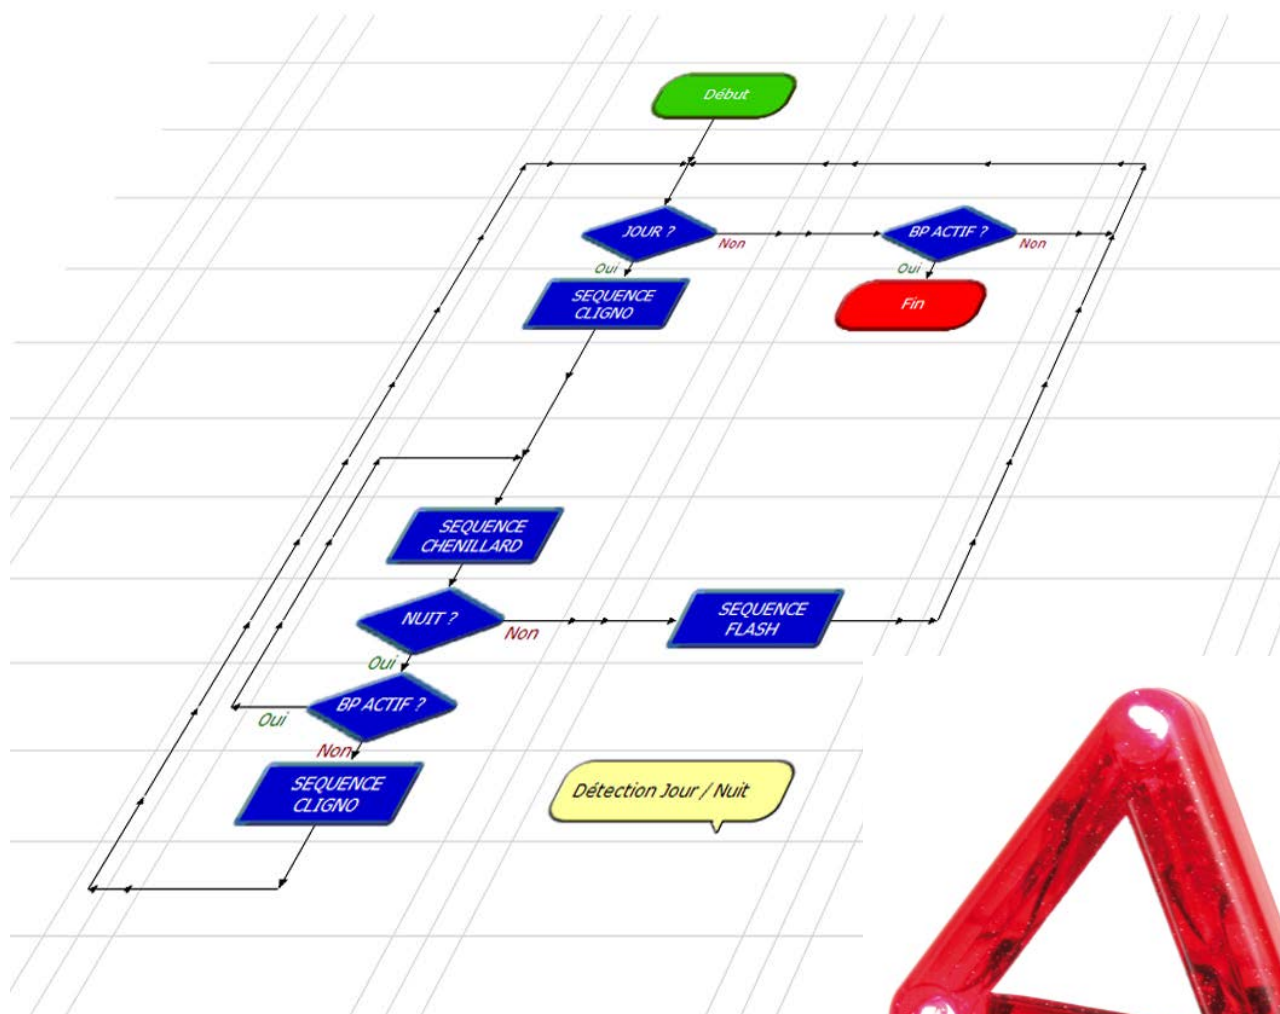 Début
JOUR ?
Non
BP ACTIF ?
Non
Oui
Oui
SEQUENCE
CLIGNO
Fin
SEQUENCE
CHENILLARD
NUIT ?
Non
SEQUENCE
FLASH
Oui
BP ACTIF ?
Oui
Non
SEQUENCE
CLIGNO
Détection Jour / Nuit